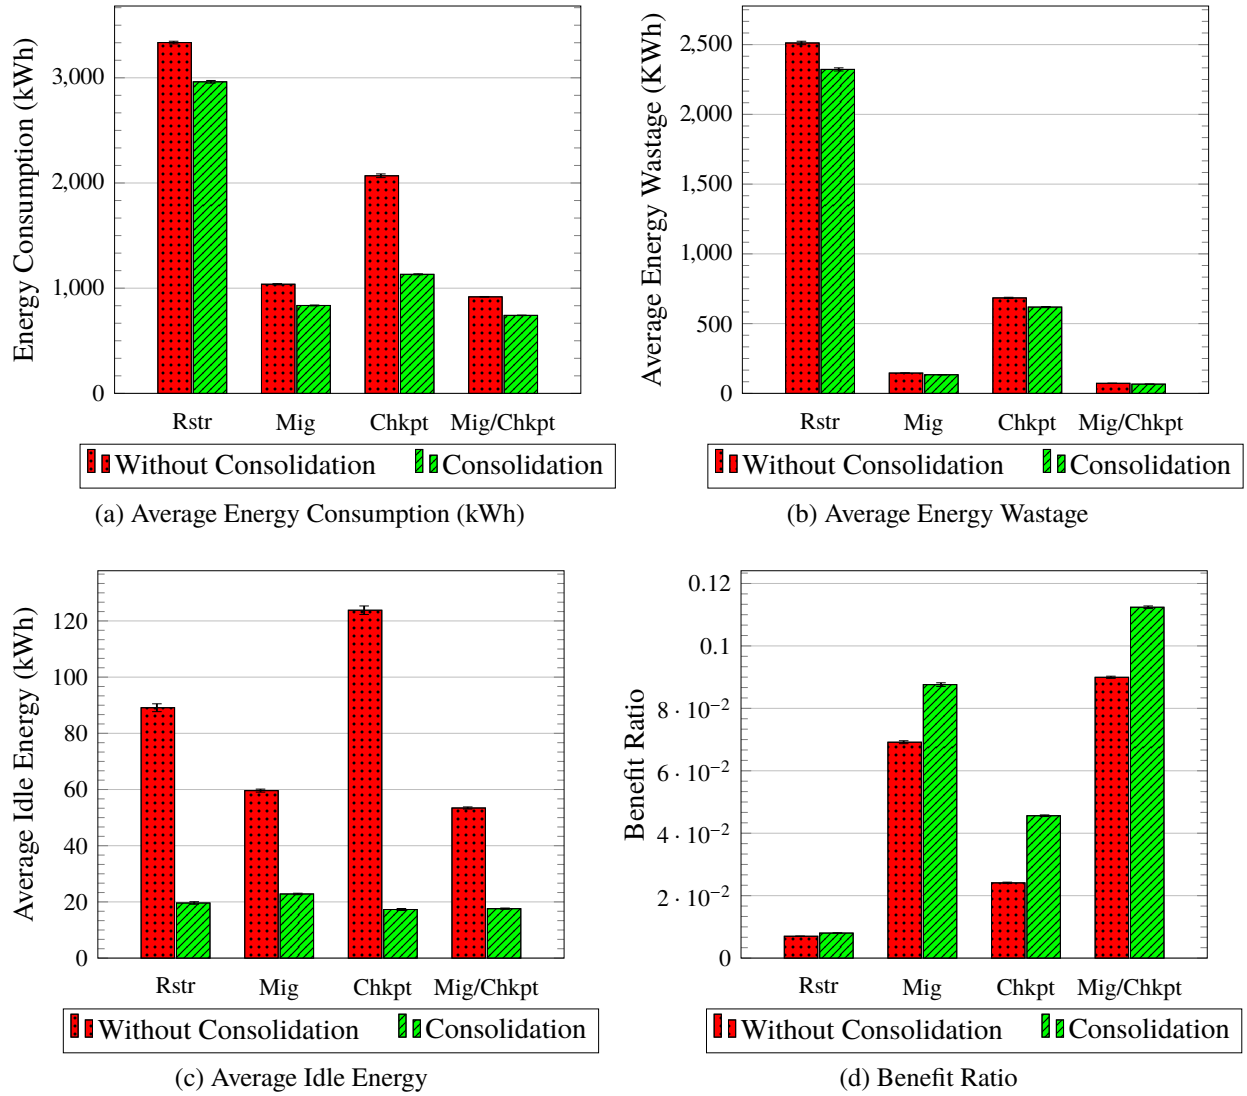 Energy Consumption (kWh)
3,000
2,000
1,000
0
Rstr Mig Chkpt Mig/Chkpt
Without Consolidation Consolidation
(a) Average Energy Consumption (kWh)
Average Energy Wastage (KWh)
2,500
2,000
1,500
1,000
500
0
Rstr Mig Chkpt Mig/Chkpt
Without Consolidation Consolidation
(b) Average Energy Wastage
Average Idle Energy (kWh)
120
100
80
60
40
20
0
Rstr Mig Chkpt Mig/Chkpt
Without Consolidation Consolidation
(c) Average Idle Energy
Benefit Ratio
0.12
0.1
8 · 10⁻²
6 · 10⁻²
4 · 10⁻²
2 · 10⁻²
0
Rstr Mig Chkpt Mig/Chkpt
Without Consolidation Consolidation
(d) Benefit Ratio